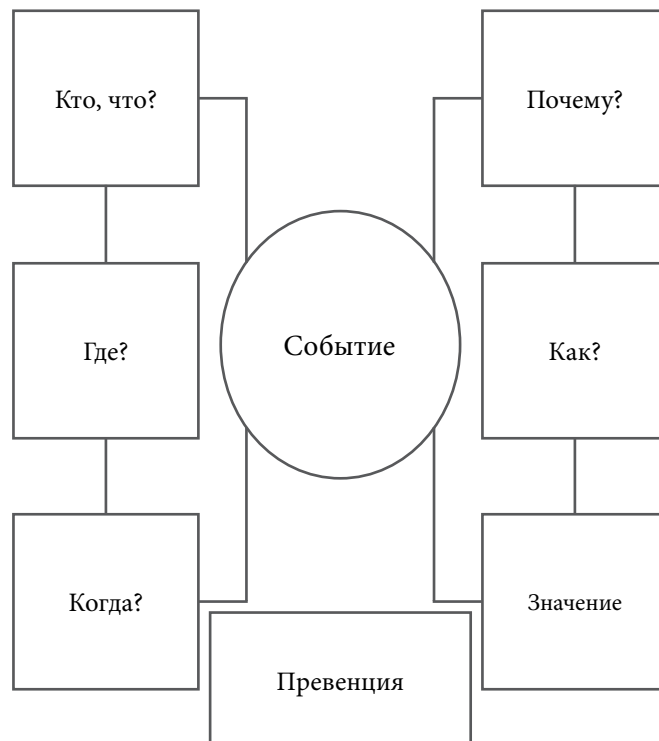 Кто, что?
Почему?
Где?
Событие
Как?
Когда?
Значение
Превенция